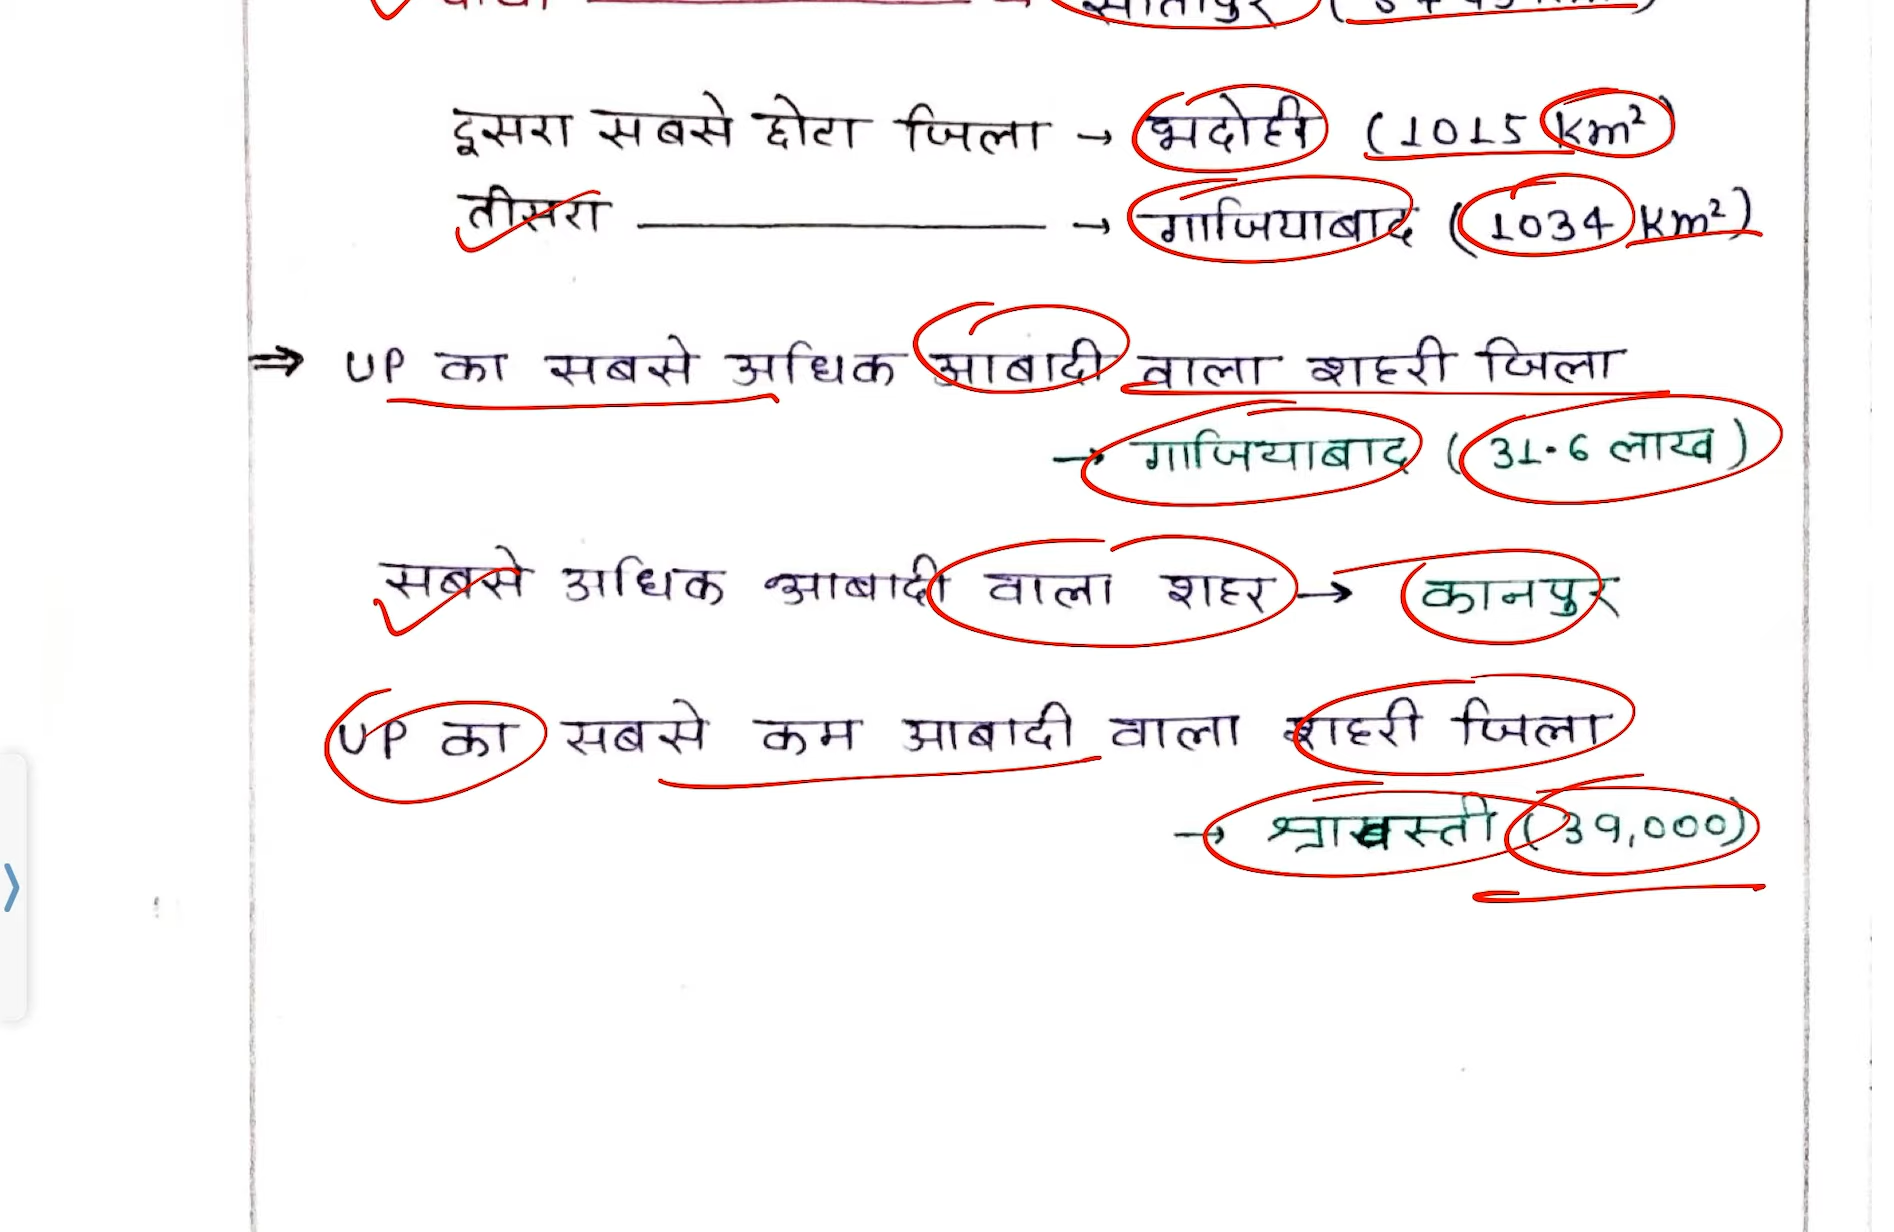 सीतापुर
दूसरा सबसे छोटा जिला → भदोही (1015 km²
तीसरा ——— → गाजियाबाद (1034 km²)
⇒ UP का सबसे अधिक आबादी वाला शहरी जिला
→ गाजियाबाद (31.6 लाख)
सबसे अधिक आबादी वाला शहर → कानपुर
UP का सबसे कम आबादी वाला शहरी जिला
→ श्रावस्ती (39,000)